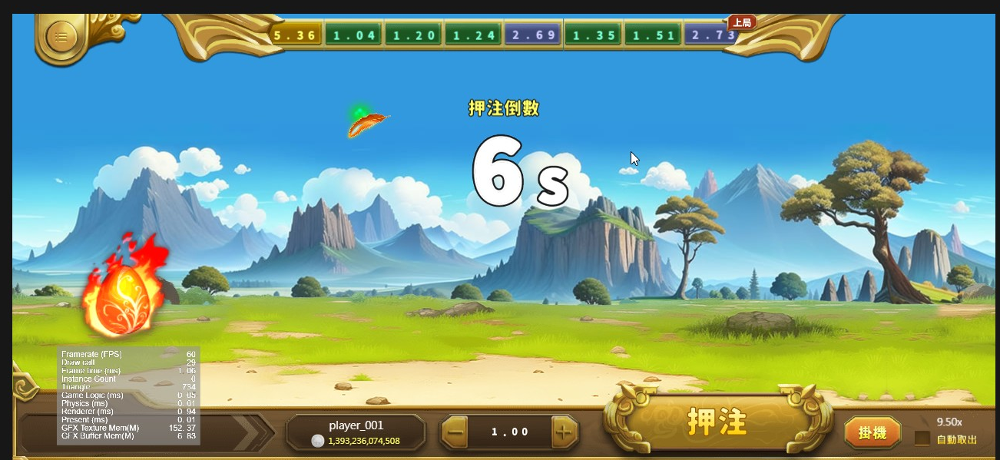 上局
5.36 1.04 1.20 1.24 2.69 1.35 1.51 2.73
押注倒數
6s
Framerate (FPS) 60
Draw call 29
Frame time (ms) 1.06
Instance Count 0
Triangle 734
Game Logic (ms) 0.05
Physics (ms) 0.01
Renderer (ms) 0.94
Present (ms) 0.01
GFX Texture Mem(M) 152.37
GFX Buffer Mem(M) 6.83
player_001
1,393,236,074,508
1.00
押注
掛機
9.50x
自動取出